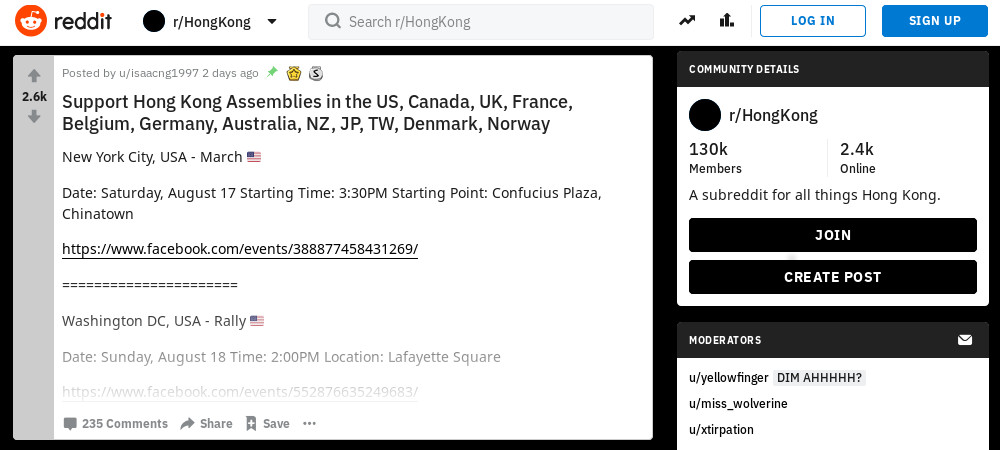 reddit
r/HongKong
Search r/HongKong
LOG IN
SIGN UP
2.6k
Posted by u/isaacng1997 2 days ago
Support Hong Kong Assemblies in the US, Canada, UK, France,
Belgium, Germany, Australia, NZ, JP, TW, Denmark, Norway
New York City, USA - March 🇺🇸
Date: Saturday, August 17 Starting Time: 3:30PM Starting Point: Confucius Plaza,
Chinatown
https://www.facebook.com/events/388877458431269/
======================
Washington DC, USA - Rally 🇺🇸
Date: Sunday, August 18 Time: 2:00PM Location: Lafayette Square
https://www.facebook.com/events/552876635249683/
235 Comments
Share
Save
COMMUNITY DETAILS
r/HongKong
130k
2.4k
Members
Online
A subreddit for all things Hong Kong.
JOIN
CREATE POST
MODERATORS
u/yellowfinger DIM AHHHHH?
u/miss_wolverine
u/xtirpation